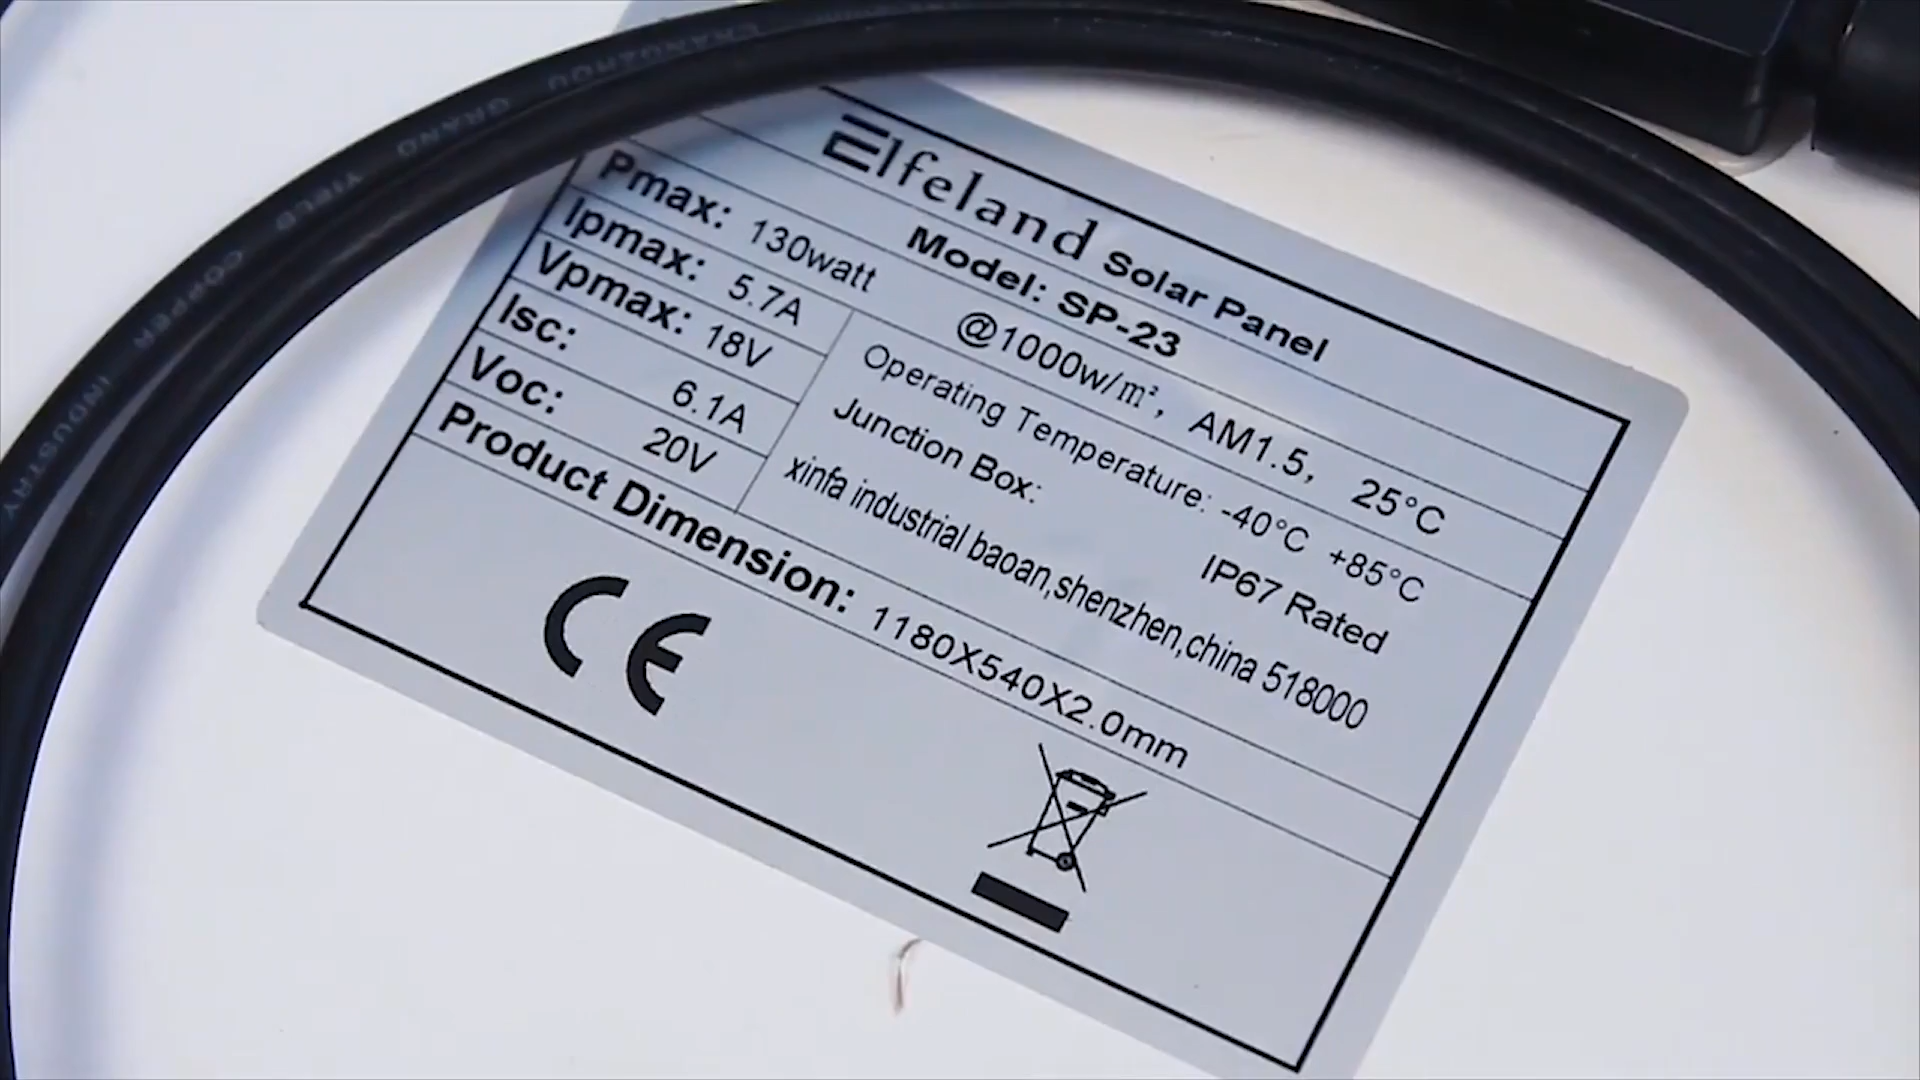 Elfeland Solar Panel
Model: SP-23
Pmax: 130watt @1000w/m², AM1.5, 25°C
Ipmax: 5.7A
Vpmax: 18V
Isc: 6.1A
Voc: 20V
Operating Temperature: -40°C +85°C
Junction Box: IP67 Rated
xinfa industrial baoan,shenzhen,china 518000
Product Dimension: 1180X540X2.0mm
CE
COPPER INDUSTRY